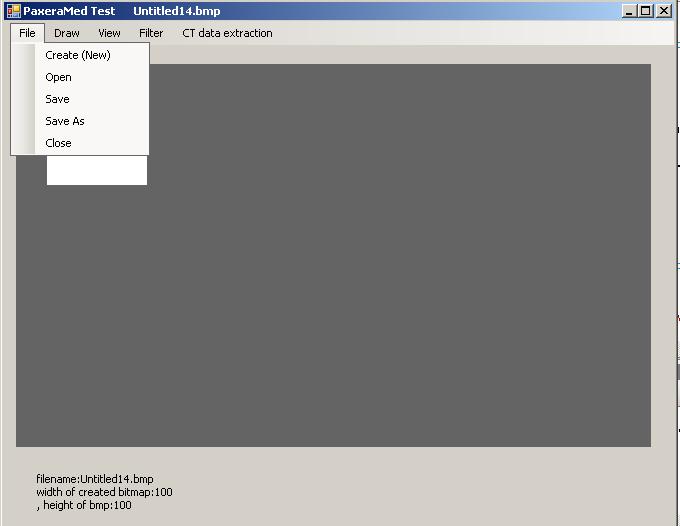 PaxeraMed Test Untitled14.bmp
File Draw View Filter CT data extraction
Create (New)
Open
Save
Save As
Close
filename:Untitled14.bmp
width of created bitmap:100
, height of bmp:100